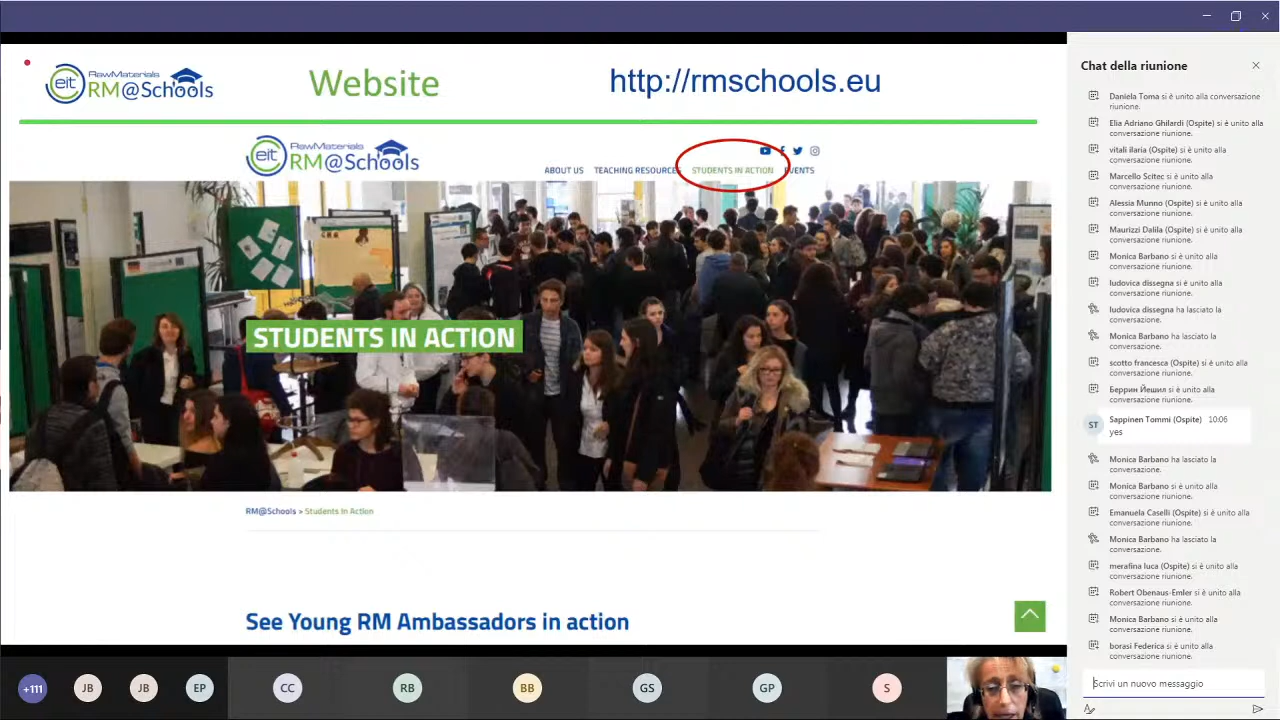 eit RawMaterials
RM@Schools
Website
http://rmschools.eu
eit RawMaterials
RM@Schools
ABOUT US TEACHING RESOURCES STUDENTS IN ACTION EVENTS
STUDENTS IN ACTION
RM@Schools > Students in Action
See Young RM Ambassadors in action
+111
JB
JB
EP
CC
RB
BB
GS
GP
S
Chat della riunione
Daniela Toma si è unito alla conversazione
riunione.
Elia Adriano Ghilardi (Ospite) si è unito alla
conversazione riunione.
vitali ilaria (Ospite) si è unito alla
conversazione riunione.
Marcello Scitec si è unito alla
conversazione riunione.
Alessia Munno (Ospite) si è unito alla
conversazione riunione.
Maurizzi Dalila (Ospite) si è unito alla
conversazione riunione.
Monica Barbano si è unito alla
conversazione riunione.
ludovica dissegna si è unito alla
conversazione riunione.
ludovica dissegna ha lasciato la
conversazione.
Monica Barbano ha lasciato la
conversazione.
scotto francesca (Ospite) si è unito alla
conversazione riunione.
Беррин Йешил si è unito alla
conversazione riunione.
ST
Sappinen Tommi (Ospite) 10:06
yes
Monica Barbano ha lasciato la
conversazione.
Monica Barbano si è unito alla
conversazione riunione.
Emanuela Caselli (Ospite) si è unito alla
conversazione riunione.
Monica Barbano ha lasciato la
conversazione.
merafina luca (Ospite) si è unito alla
conversazione riunione.
Robert Obenaus-Emler si è unito alla
conversazione riunione.
Monica Barbano si è unito alla
conversazione riunione.
borasi Federica si è unito alla
conversazione riunione.
Scrivi un nuovo messaggio